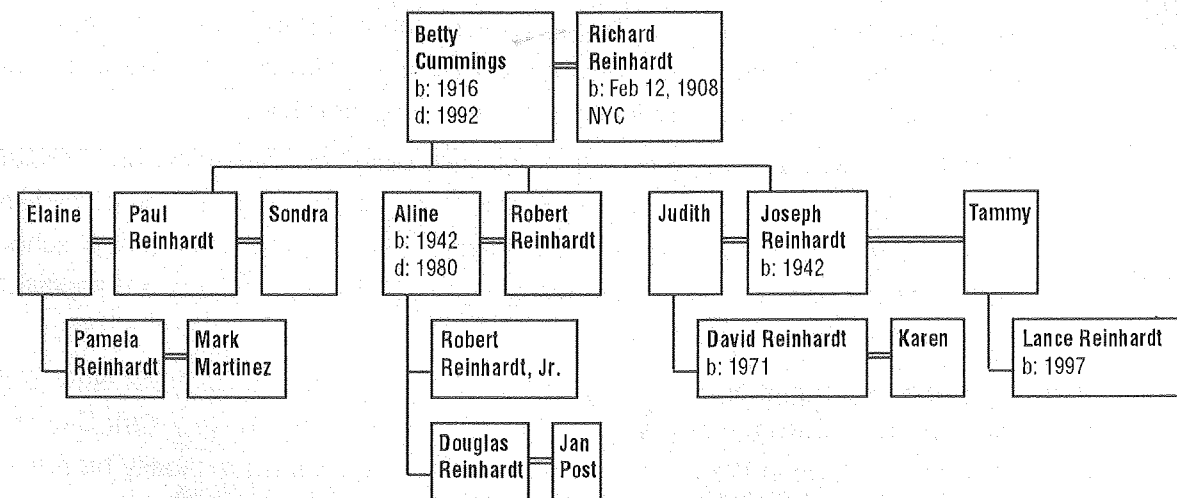 Betty
Cummings
b: 1916
d: 1992
Richard
Reinhardt
b: Feb 12, 1908
NYC
Elaine
Paul
Reinhardt
Sondra
Aline
b: 1942
d: 1980
Robert
Reinhardt
Judith
Joseph
Reinhardt
b: 1942
Tammy
Pamela
Reinhardt
Mark
Martinez
Robert
Reinhardt, Jr.
David Reinhardt
b: 1971
Karen
Lance Reinhardt
b: 1997
Douglas
Reinhardt
Jan
Post